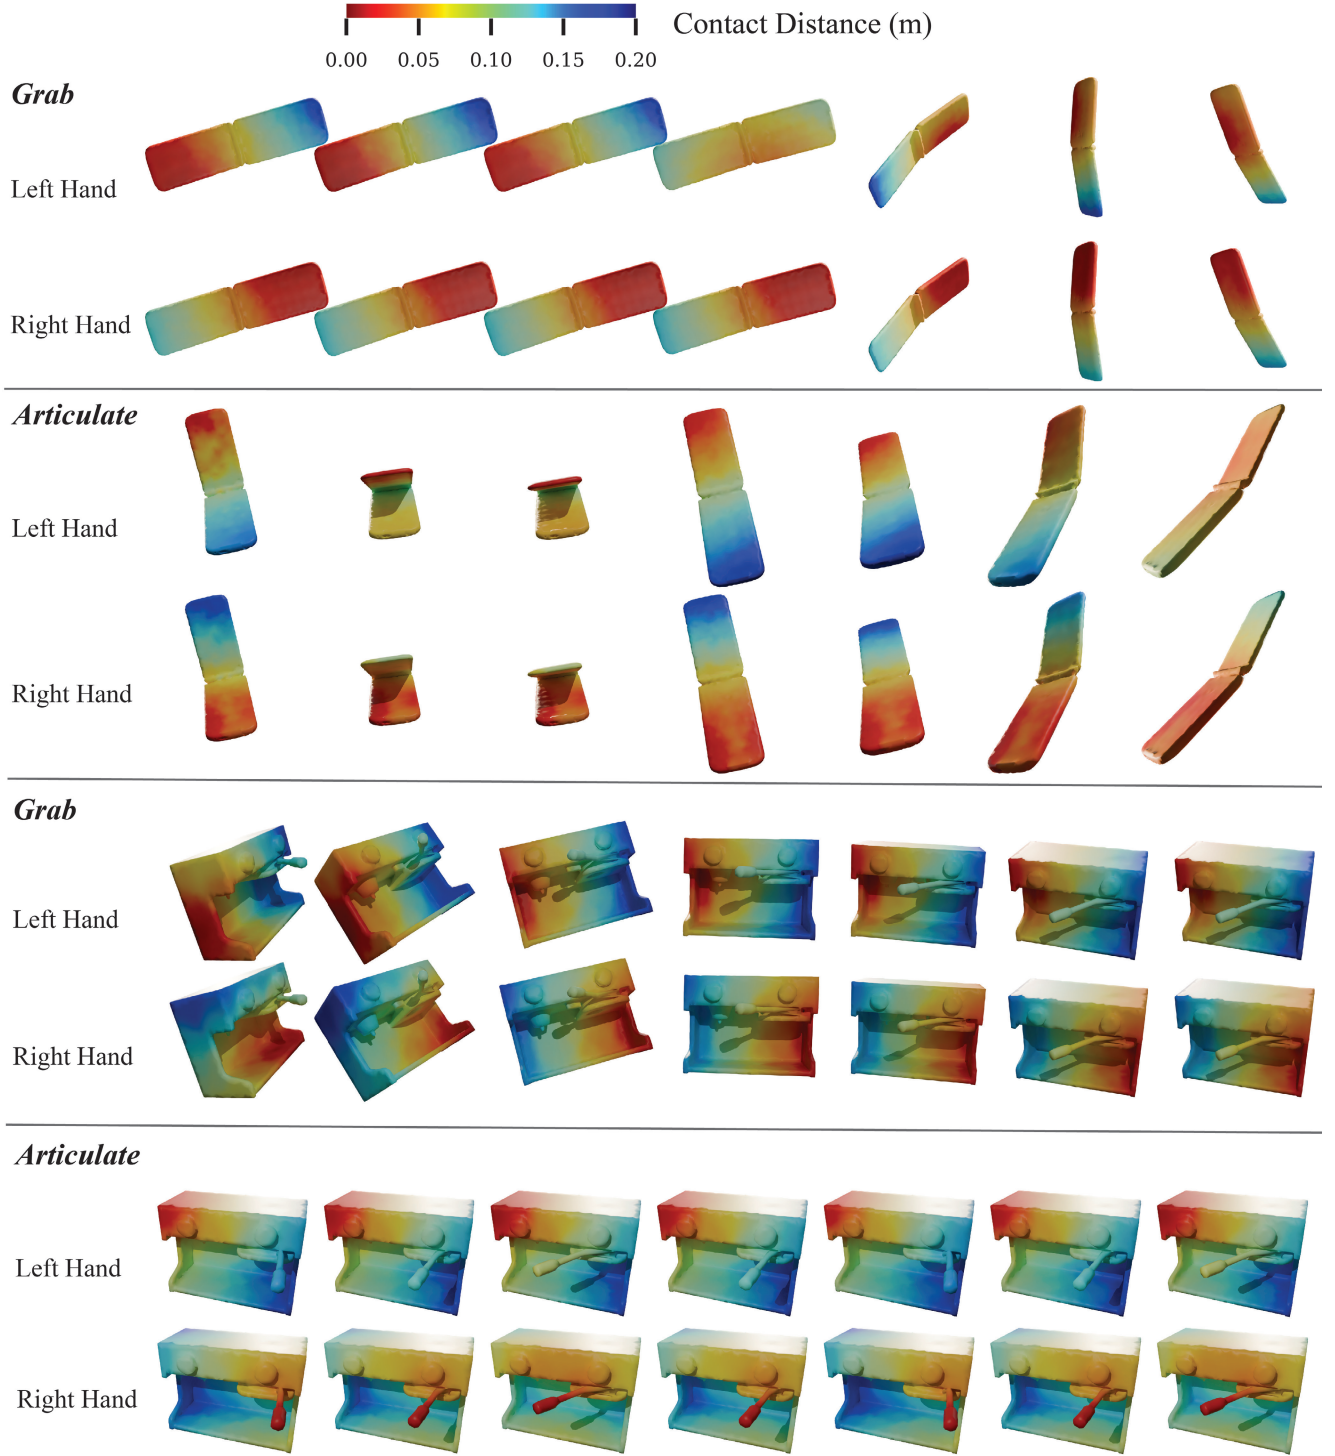 Contact Distance (m)
0.00 0.05 0.10 0.15 0.20
Grab
Left Hand
Right Hand
Articulate
Left Hand
Right Hand
Grab
Left Hand
Right Hand
Articulate
Left Hand
Right Hand